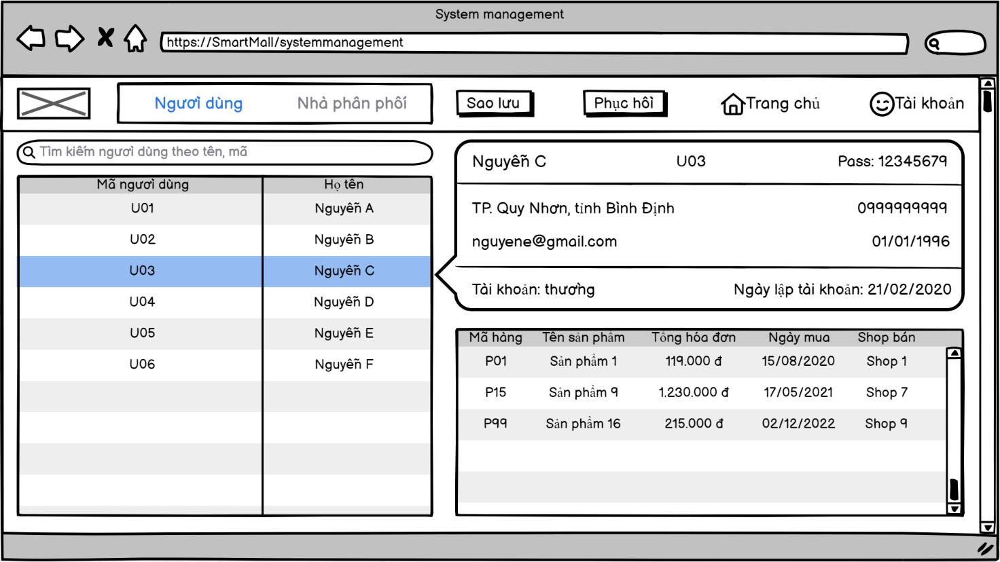 System management
https://SmartMall/systemmanagement
Người dùng Nhà phân phối Sao lưu Phục hồi Trang chủ Tài khoản
Tìm kiếm người dùng theo tên, mã
Mã người dùng Họ tên
U01 Nguyễn A
U02 Nguyễn B
U03 Nguyễn C
U04 Nguyễn D
U05 Nguyễn E
U06 Nguyễn F
Nguyễn C U03 Pass: 12345679
TP. Quy Nhơn, tỉnh Bình Định 0999999999
nguyene@gmail.com 01/01/1996
Tài khoản: thường Ngày lập tài khoản: 21/02/2020
Mã hàng Tên sản phẩm Tổng hóa đơn Ngày mua Shop bán
P01 Sản phẩm 1 119.000 đ 15/08/2020 Shop 1
P15 Sản phẩm 9 1.230.000 đ 17/05/2021 Shop 7
P99 Sản phẩm 16 215.000 đ 02/12/2022 Shop 9